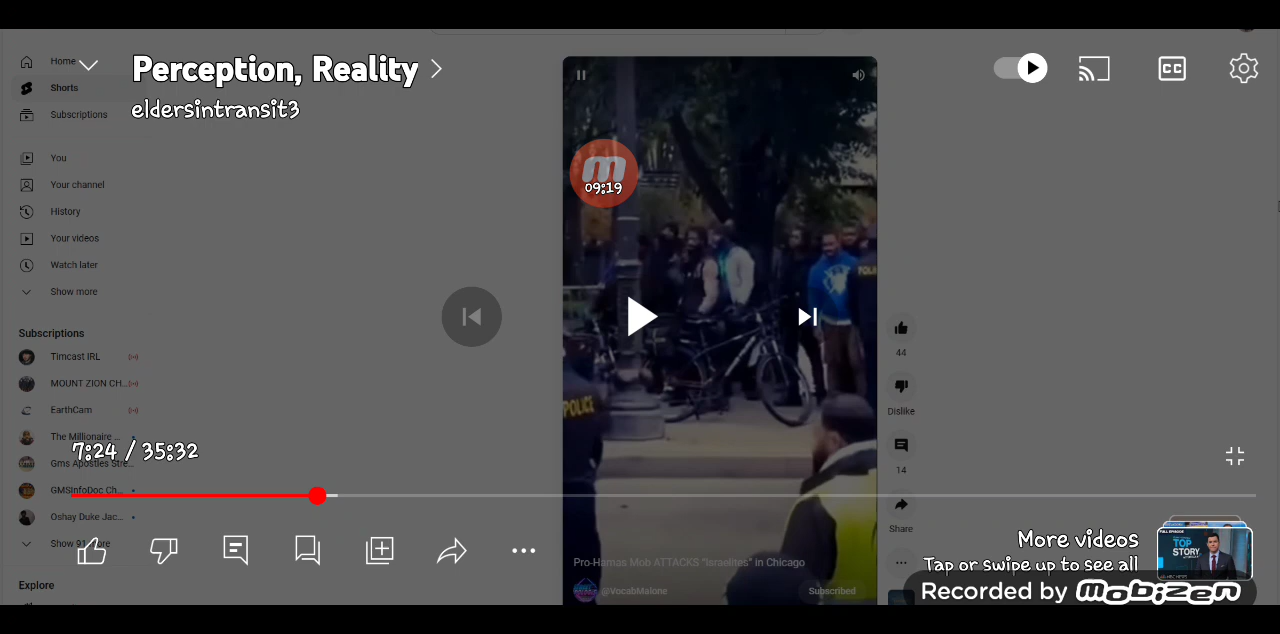 Home
Perception, Reality
Shorts
eldersintransit3
Subscriptions
CC
You
Your channel
History
Your videos
Watch later
Show more
m
09:19
POLI
POLICE
Subscriptions
Timcast IRL
MOUNT ZION CH...
EarthCam
The Millionaire ...
7:24 / 35:32
Gms Apostles Stre...
GMSInfoDoc Ch...
Oshay Duke Jac...
44
Dislike
14
Share
Explore
More videos
Tap or swipe up to see all
TOP
STORY
Pro-Hamas Mob ATTACKS "Israelites" in Chicago
@VocabMalone
Subscribed
Recorded by mobizen